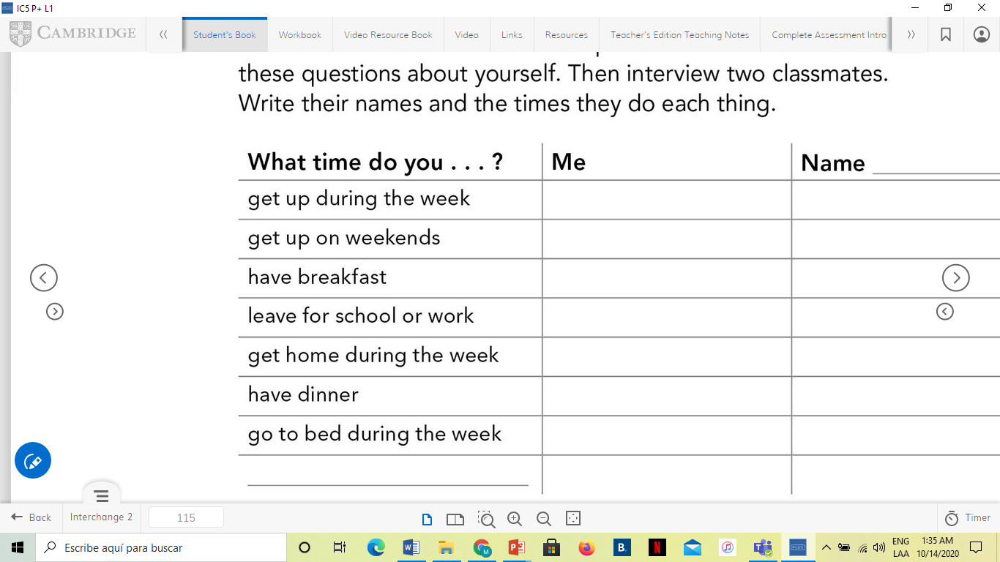 IC5 P+ L1
CAMBRIDGE
Student's Book
Workbook
Video Resource Book
Video
Links
Resources
Teacher's Edition Teaching Notes
Complete Assessment Intro
these questions about yourself. Then interview two classmates.
Write their names and the times they do each thing.
What time do you . . . ? Me Name
get up during the week
get up on weekends
have breakfast
leave for school or work
get home during the week
have dinner
go to bed during the week
Back Interchange 2 115 Timer
Escribe aquí para buscar
ENG 1:35 AM
LAA 10/14/2020
B.
N
PLUS